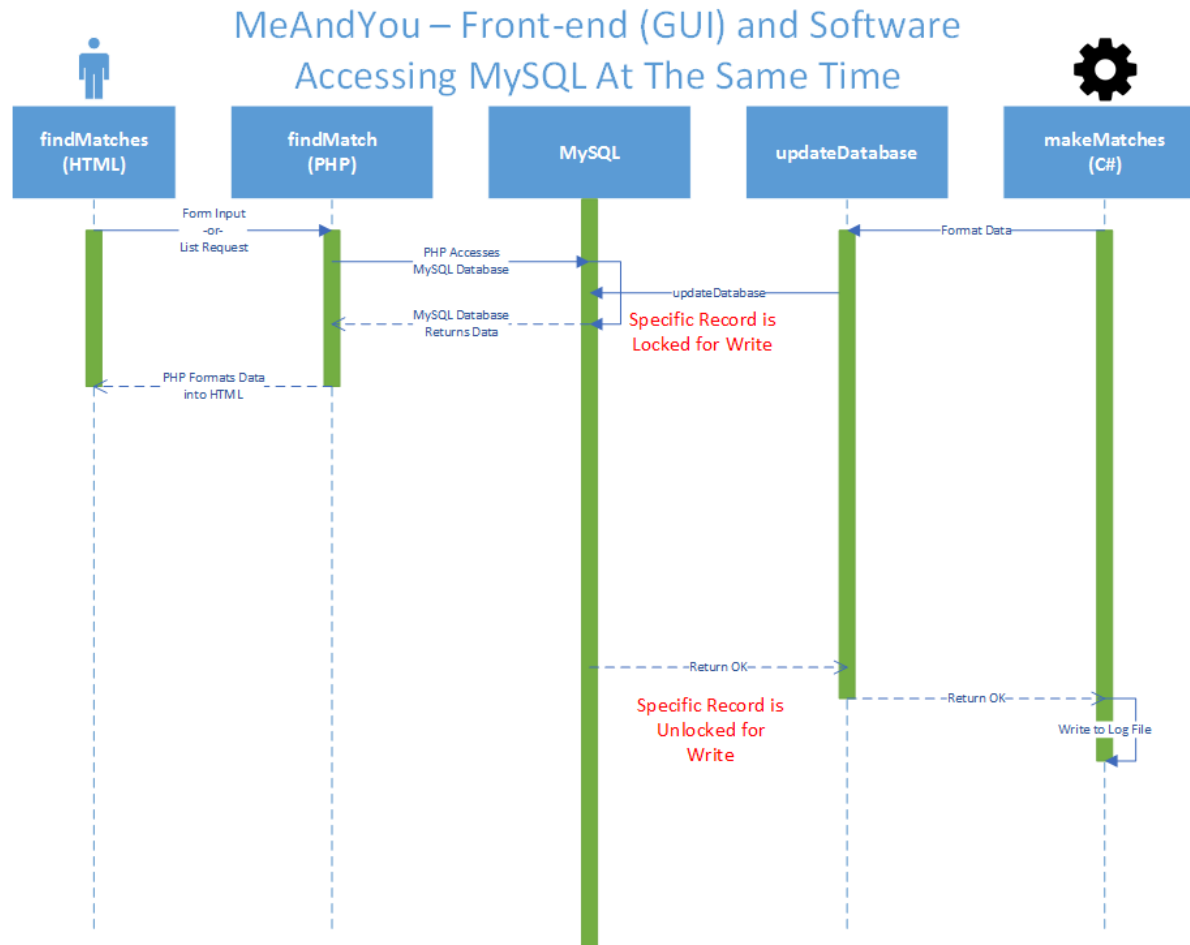 MeAndYou – Front-end (GUI) and Software
Accessing MySQL At The Same Time
findMatches
(HTML)
findMatch
(PHP)
MySQL
updateDatabase
makeMatches
(C#)
Form Input
-or-
List Request
Format Data
PHP Accesses
MySQL Database
updateDatabase
MySQL Database
Returns Data
Specific Record is
Locked for Write
PHP Formats Data
into HTML
Return OK
Return OK
Specific Record is
Unlocked for
Write
Write to Log File